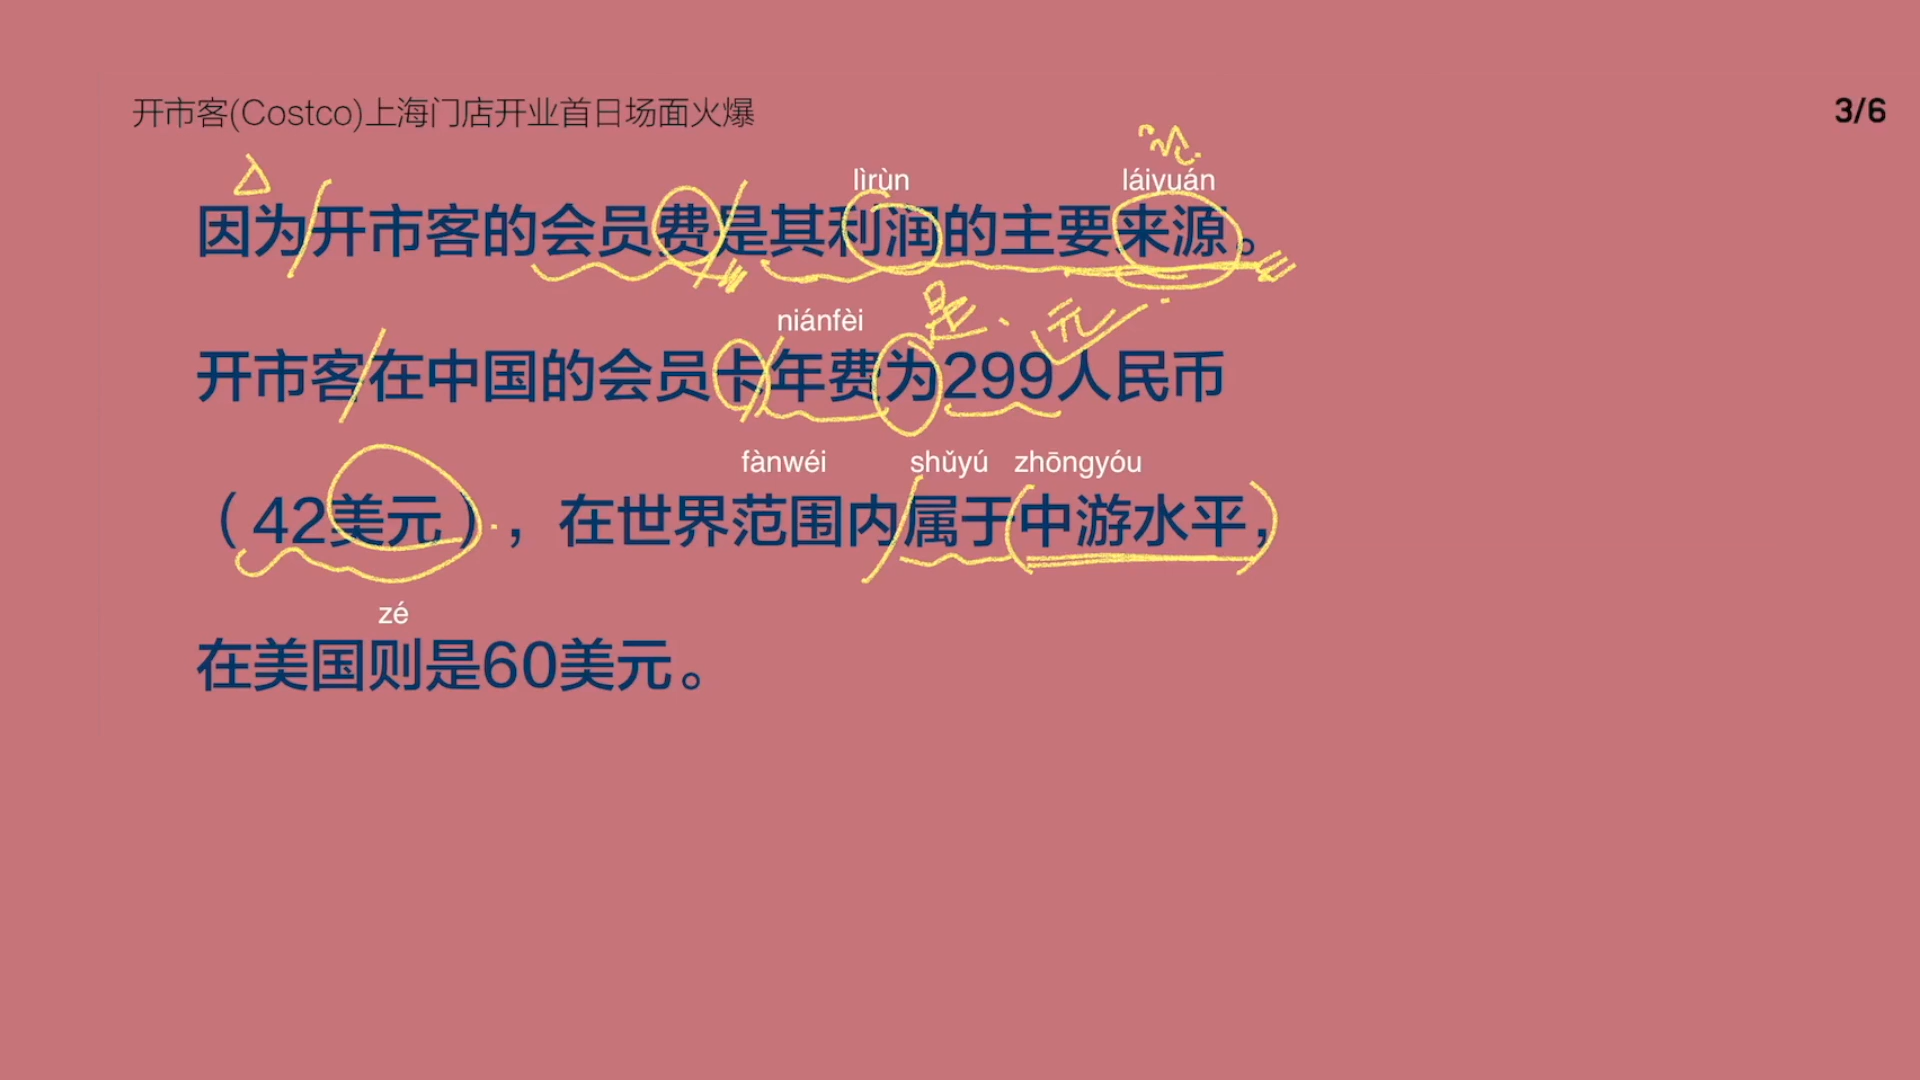 开市客(Costco)上海门店开业首日场面火爆
3/6
lìrùn láiyuán
因为开市客的会员费是其利润的主要来源。
是 元
niánfèi
开市客在中国的会员卡年费为299人民币
fànwéi shǔyú zhōngyóu
（42美元），在世界范围内属于中游水平，
zé
在美国则是60美元。